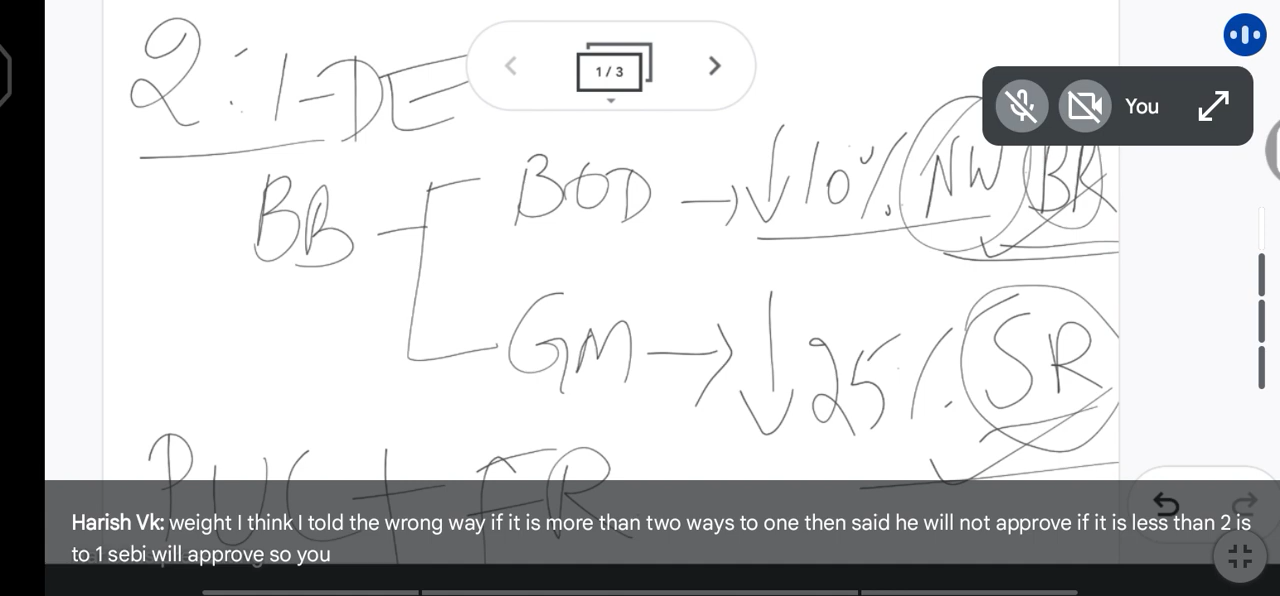 2:1-DE
1/3
You
BB
BOD → ↓10% NW BR
GM → ↓25%. SR
PUC + FR
Harish Vk: weight I think I told the wrong way if it is more than two ways to one then said he will not approve if it is less than 2 is
to 1 sebi will approve so you